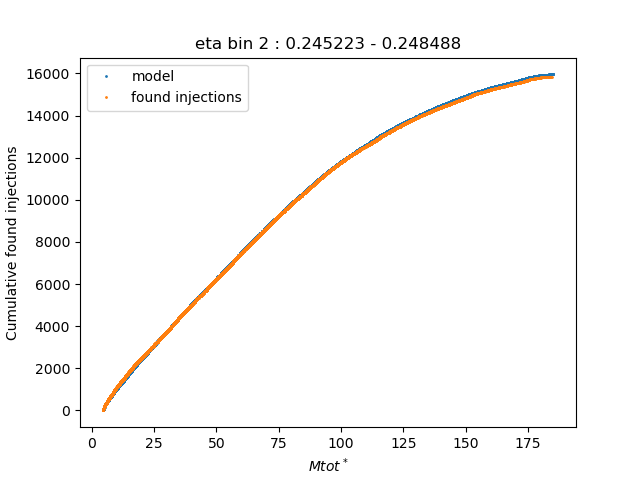 eta bin 2 : 0.245223 - 0.248488
model
found injections
Cumulative found injections
16000
14000
12000
10000
8000
6000
4000
2000
0
0 25 50 75 100 125 150 175
Mtot*